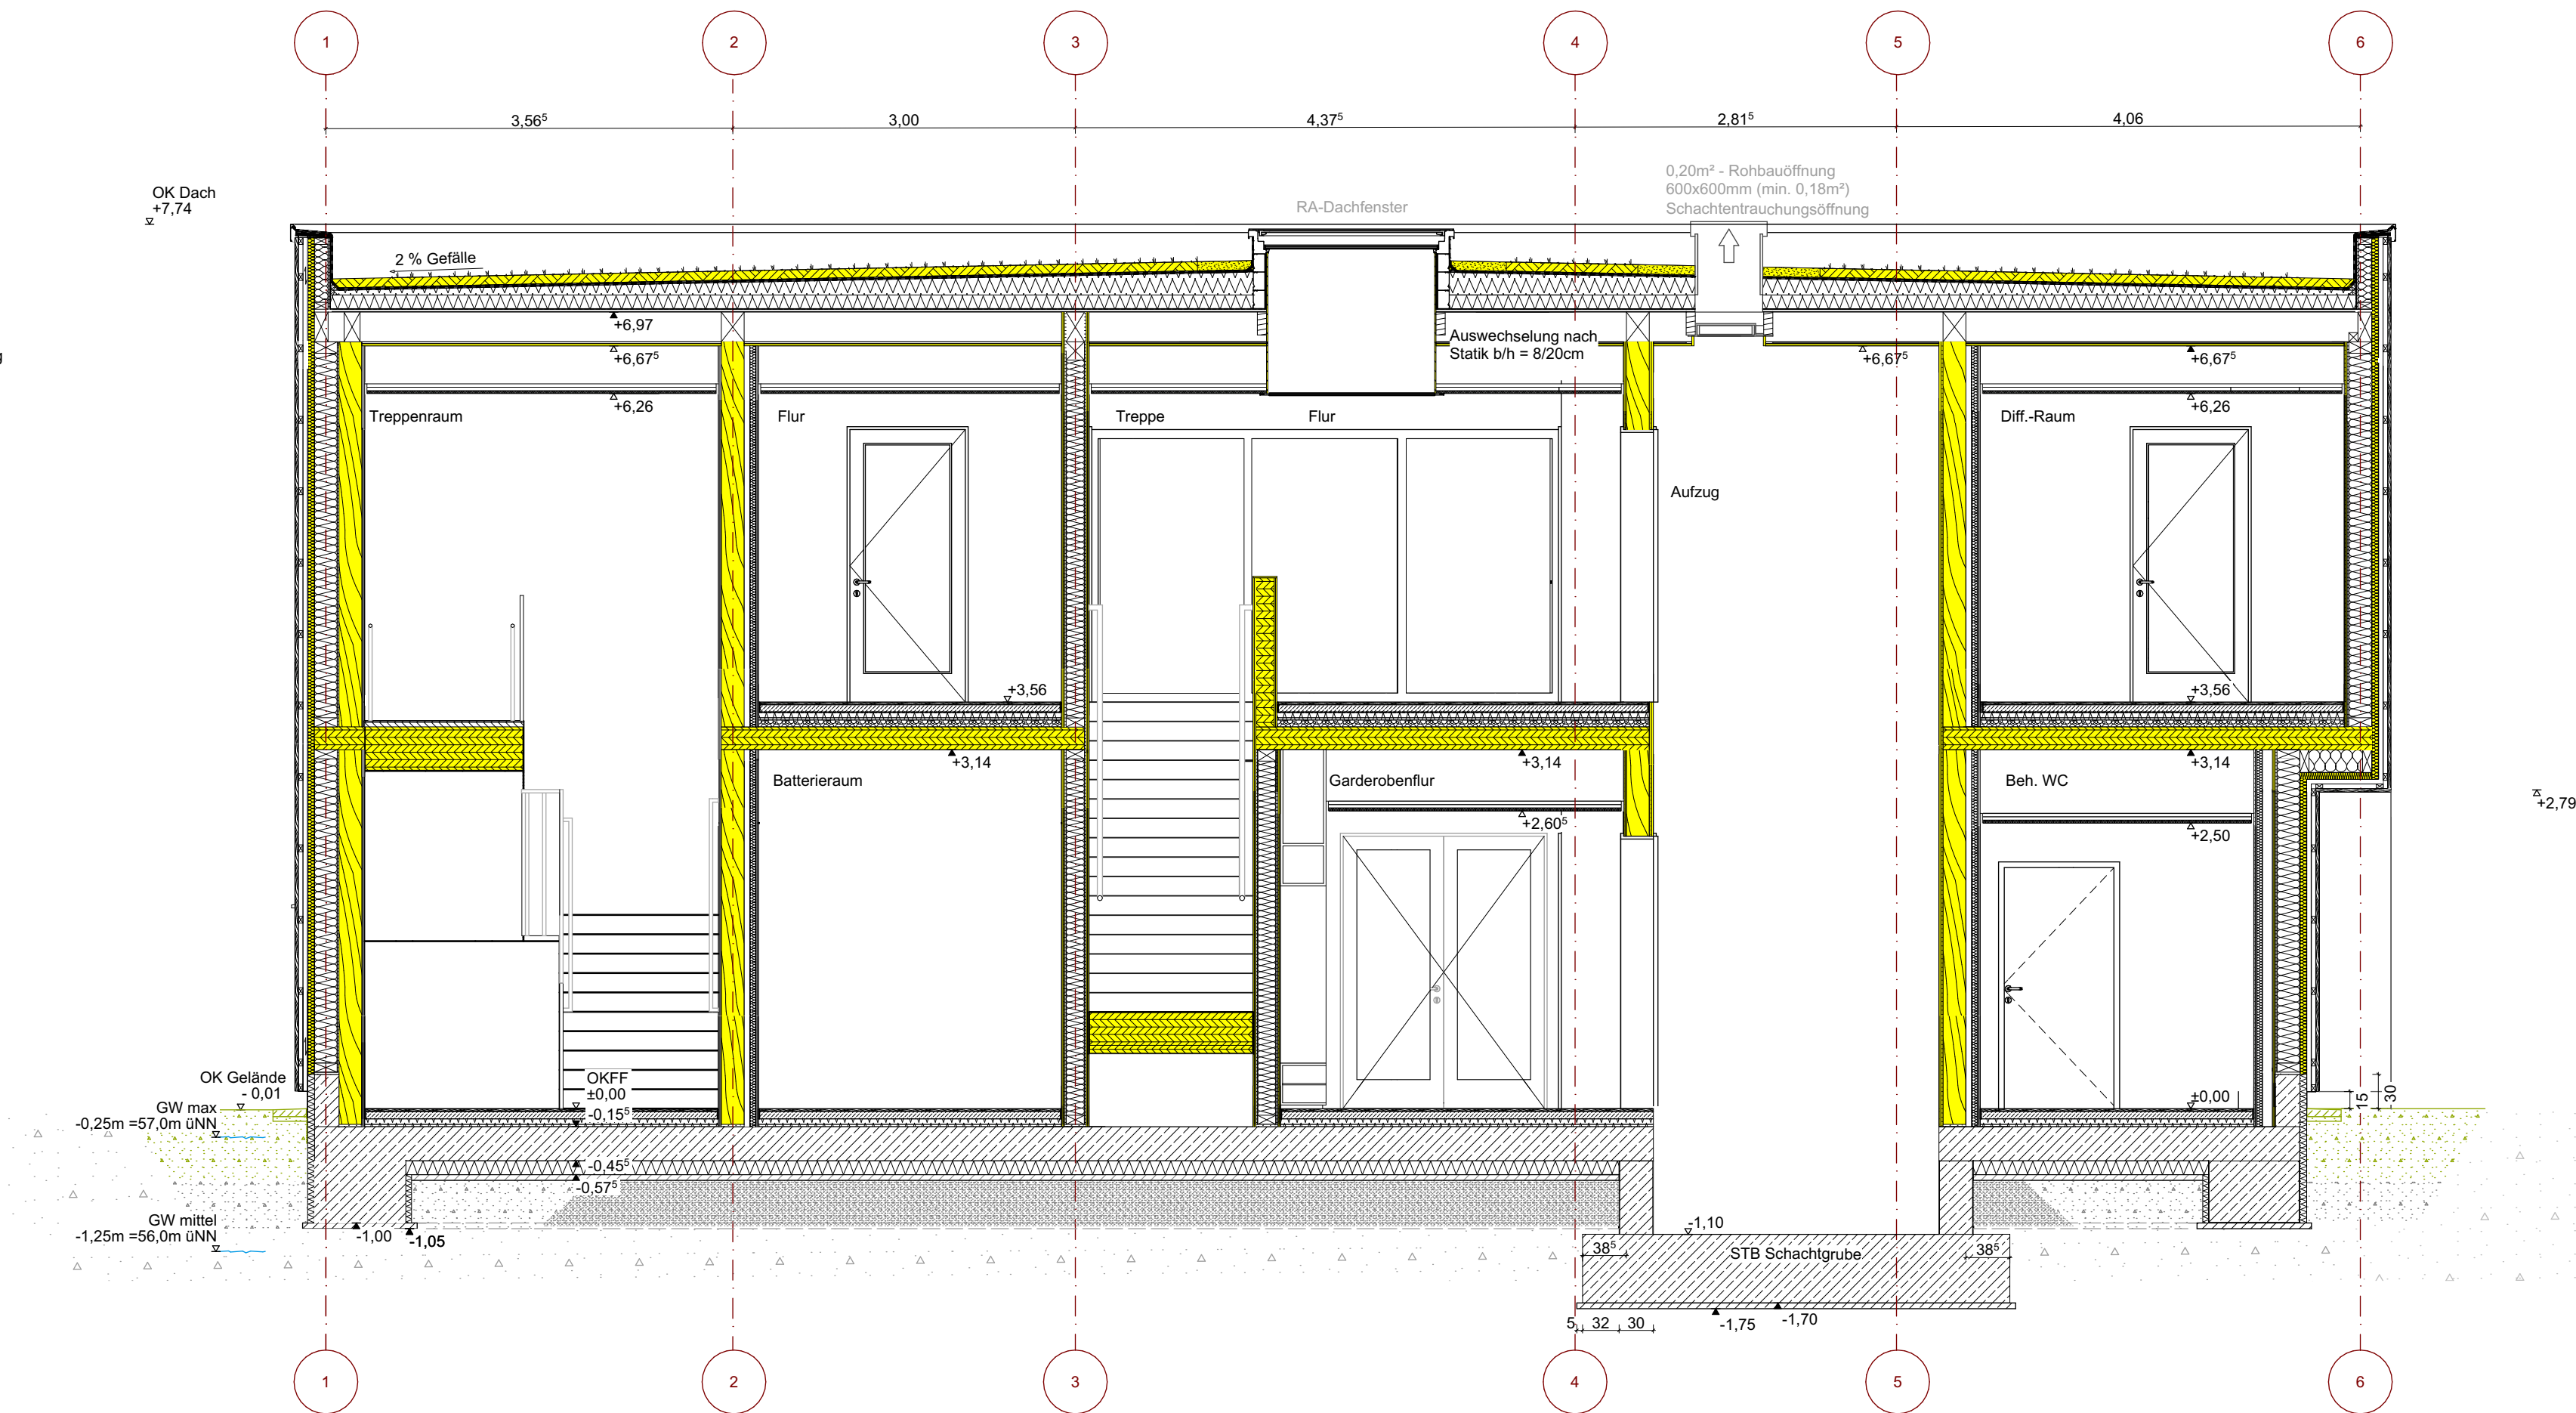 1
2
3
4
5
6
3,56⁵
3,00
4,37⁵
2,81⁵
4,06
OK Dach
+7,74
RA-Dachfenster
0,20m² - Rohbauöffnung
600x600mm (min. 0,18m²)
Schachtentrauchungsöffnung
2 % Gefälle
+6,97
+6,67⁵
Auswechselung nach
Statik b/h = 8/20cm
+6,67⁵
+6,67⁵
+6,26
+6,26
Treppenraum
Flur
Treppe
Flur
Diff.-Raum
Aufzug
+3,56
+3,56
+3,14
+3,14
+3,14
Batterieraum
Garderobenflur
Beh. WC
+2,79
+2,60⁵
+2,50
OK Gelände
- 0,01
OKFF
±0,00
-0,15⁵
±0,00
15
30
GW max
-0,25m =57,0m üNN
-0,45⁵
-0,57⁵
GW mittel
-1,25m =56,0m üNN
-1,00
-1,05
-1,10
38⁵
STB Schachtgrube
38⁵
5
32
30
-1,75
-1,70
1
2
3
4
5
6